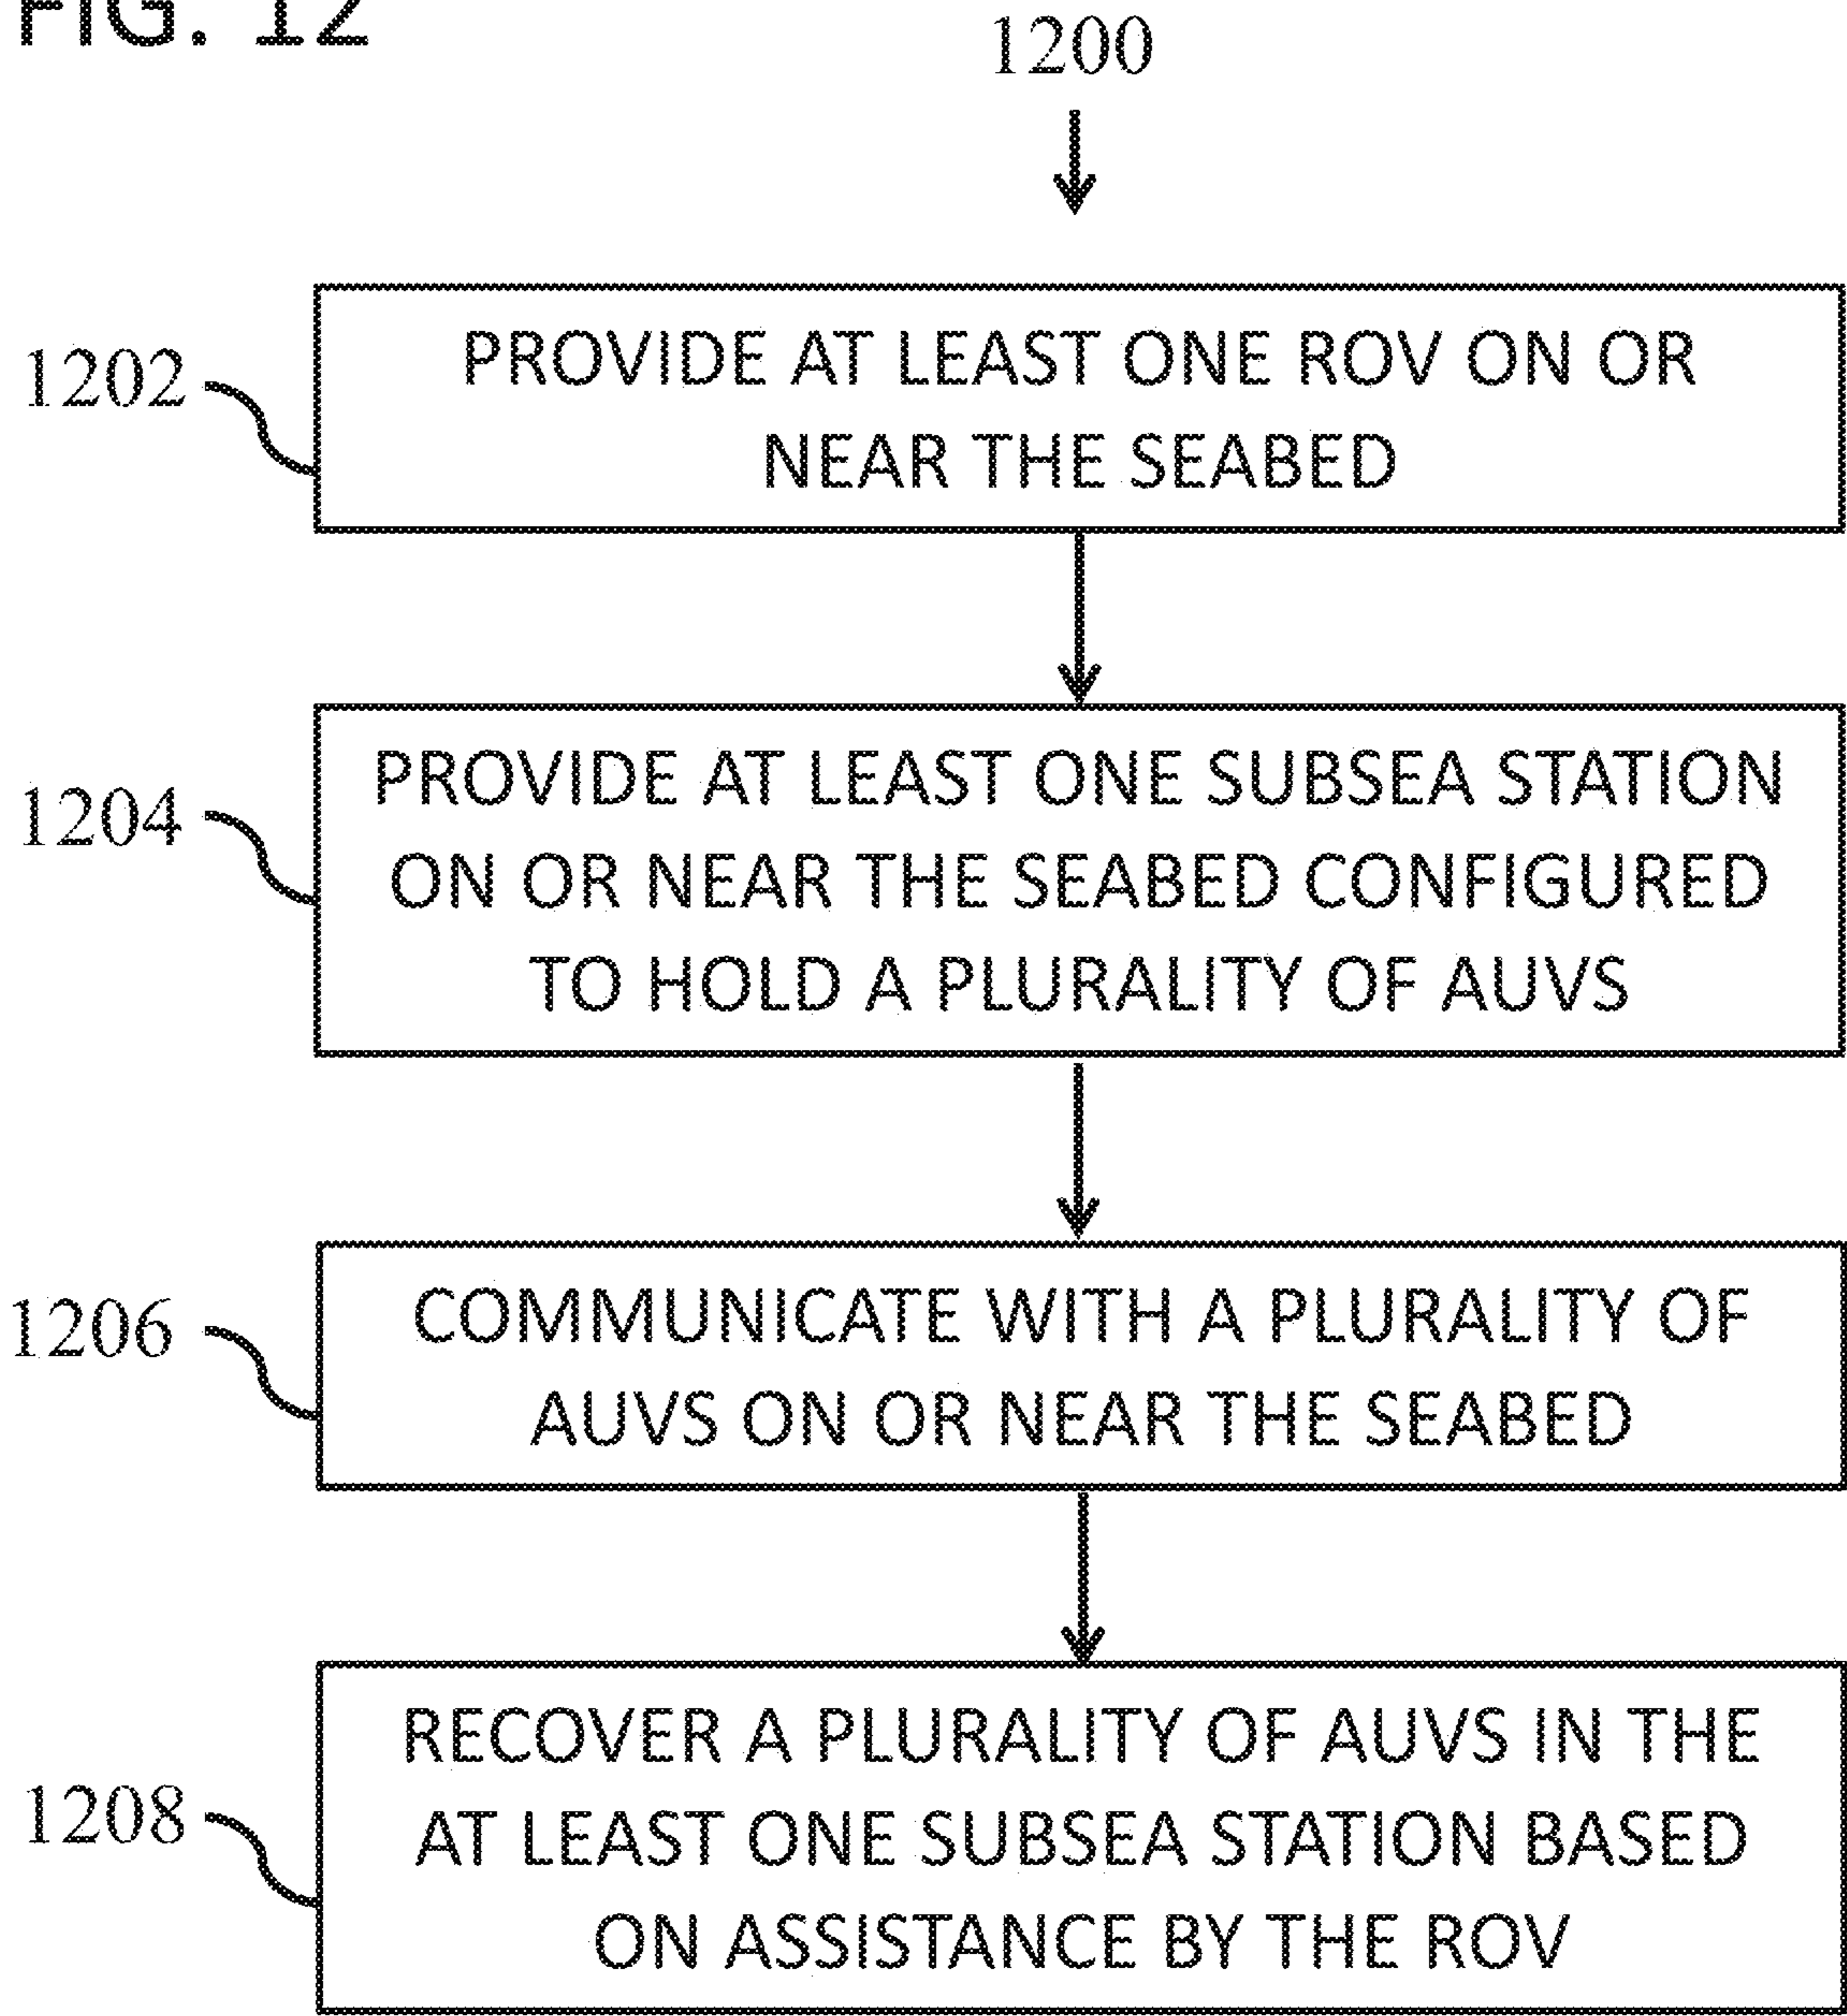 FIG. 12
1200
1202
PROVIDE AT LEAST ONE ROV ON OR
NEAR THE SEABED
1204
PROVIDE AT LEAST ONE SUBSEA STATION
ON OR NEAR THE SEABED CONFIGURED
TO HOLD A PLURALITY OF AUVS
1206
COMMUNICATE WITH A PLURALITY OF
AUVS ON OR NEAR THE SEABED
1208
RECOVER A PLURALITY OF AUVS IN THE
AT LEAST ONE SUBSEA STATION BASED
ON ASSISTANCE BY THE ROV